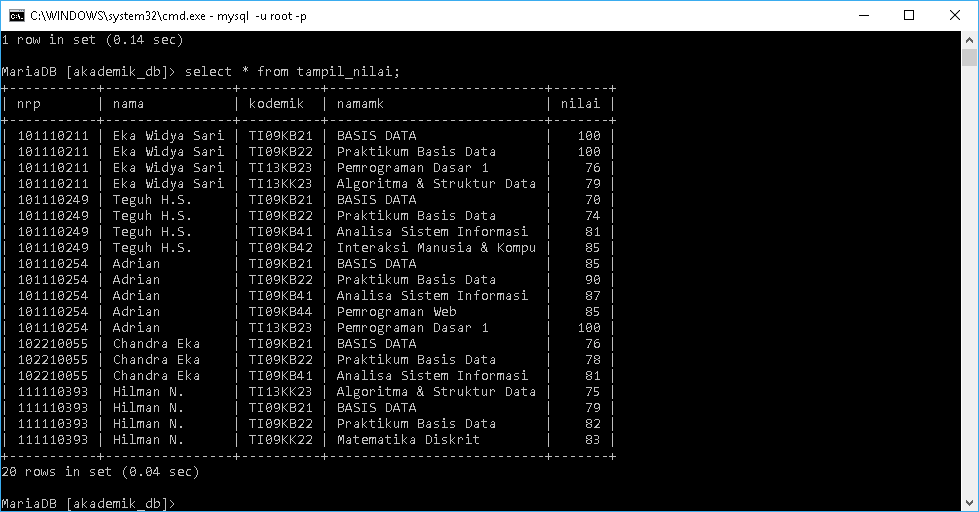 C:\WINDOWS\system32\cmd.exe - mysql  -u root -p
1 row in set (0.14 sec)
MariaDB [akademik_db]> select * from tampil_nilai;
+-----------+---------------+----------+---------------------------+-------+
| nrp       | nama          | kodemik  | namamk                    | nilai |
+-----------+---------------+----------+---------------------------+-------+
| 101110211 | Eka Widya Sari | TI09KB21 | BASIS DATA                |   100 |
| 101110211 | Eka Widya Sari | TI09KB22 | Praktikum Basis Data      |   100 |
| 101110211 | Eka Widya Sari | TI13KB23 | Pemrograman Dasar 1       |    76 |
| 101110211 | Eka Widya Sari | TI13KK23 | Algoritma & Struktur Data |    79 |
| 101110249 | Teguh H.S.     | TI09KB21 | BASIS DATA                |    70 |
| 101110249 | Teguh H.S.     | TI09KB22 | Praktikum Basis Data      |    74 |
| 101110249 | Teguh H.S.     | TI09KB41 | Analisa Sistem Informasi  |    81 |
| 101110249 | Teguh H.S.     | TI09KB42 | Interaksi Manusia & Kompu |    85 |
| 101110254 | Adrian         | TI09KB21 | BASIS DATA                |    85 |
| 101110254 | Adrian         | TI09KB22 | Praktikum Basis Data      |    90 |
| 101110254 | Adrian         | TI09KB41 | Analisa Sistem Informasi  |    87 |
| 101110254 | Adrian         | TI09KB44 | Pemrograman Web           |    85 |
| 101110254 | Adrian         | TI13KB23 | Pemrograman Dasar 1       |   100 |
| 102210055 | Chandra Eka    | TI09KB21 | BASIS DATA                |    76 |
| 102210055 | Chandra Eka    | TI09KB22 | Praktikum Basis Data      |    78 |
| 102210055 | Chandra Eka    | TI09KB41 | Analisa Sistem Informasi  |    81 |
| 111110393 | Hilman N.      | TI13KK23 | Algoritma & Struktur Data |    75 |
| 111110393 | Hilman N.      | TI09KB21 | BASIS DATA                |    79 |
| 111110393 | Hilman N.      | TI09KB22 | Praktikum Basis Data      |    82 |
| 111110393 | Hilman N.      | TI09KK22 | Matematika Diskrit        |    83 |
+-----------+---------------+----------+---------------------------+-------+
20 rows in set (0.04 sec)
MariaDB [akademik_db]>